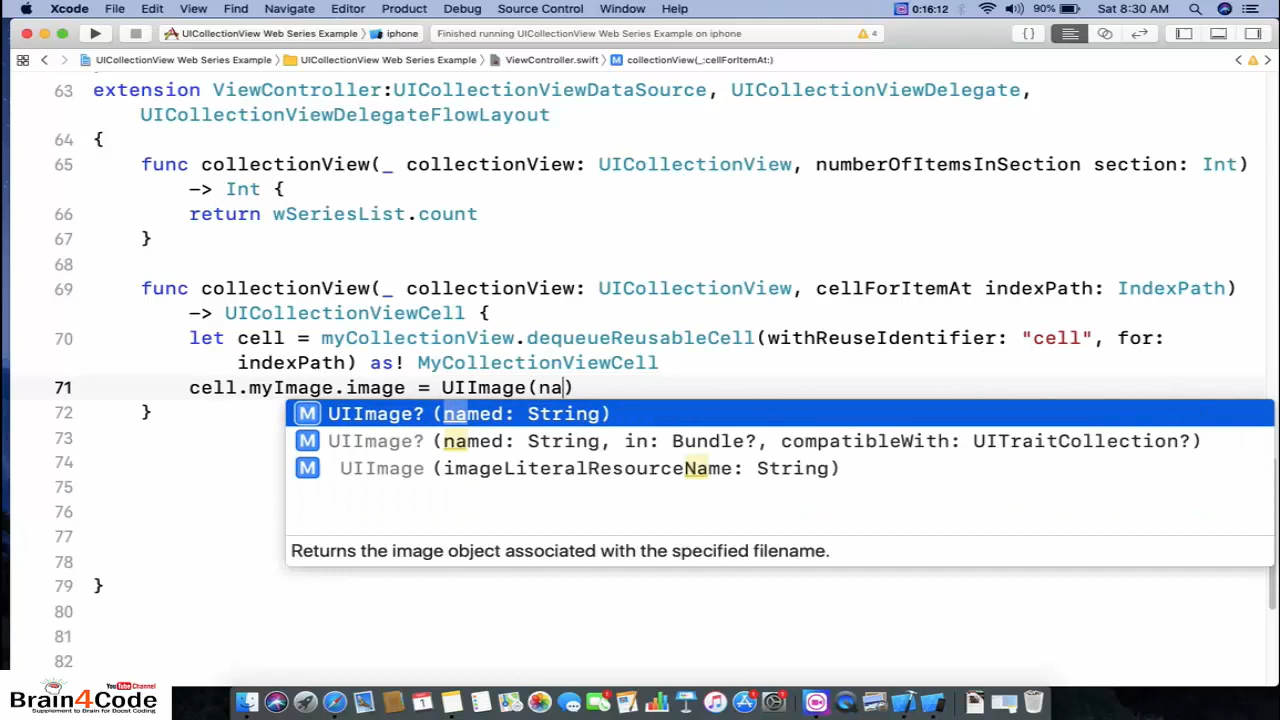 Xcode File Edit View Find Navigate Editor Product Debug Source Control Window Help 0:16:12 90% Sat 8:30 AM
UICollectionView Web Series Example iphone Finished running UICollectionView Web Series Example on iphone 4
UICollectionView Web Series Example UICollectionView Web Series Example ViewController.swift M collectionView(_:cellForItemAt:)
63 extension ViewController:UICollectionViewDataSource, UICollectionViewDelegate,
UICollectionViewDelegateFlowLayout
64 {
65 func collectionView(_ collectionView: UICollectionView, numberOfItemsInSection section: Int)
-> Int {
66 return wSeriesList.count
67 }
68
69 func collectionView(_ collectionView: UICollectionView, cellForItemAt indexPath: IndexPath)
-> UICollectionViewCell {
70 let cell = myCollectionView.dequeueReusableCell(withReuseIdentifier: "cell", for:
indexPath) as! MyCollectionViewCell
71 cell.myImage.image = UIImage(na)
72 }
M UIImage? (named: String)
73
M UIImage? (named: String, in: Bundle?, compatibleWith: UITraitCollection?)
74
M UIImage (imageLiteralResourceName: String)
75
76
77
Returns the image object associated with the specified filename.
78
79 }
80
81
82
YouTube Channel
Brain4Code
Supplement to Brain for Boost Coding